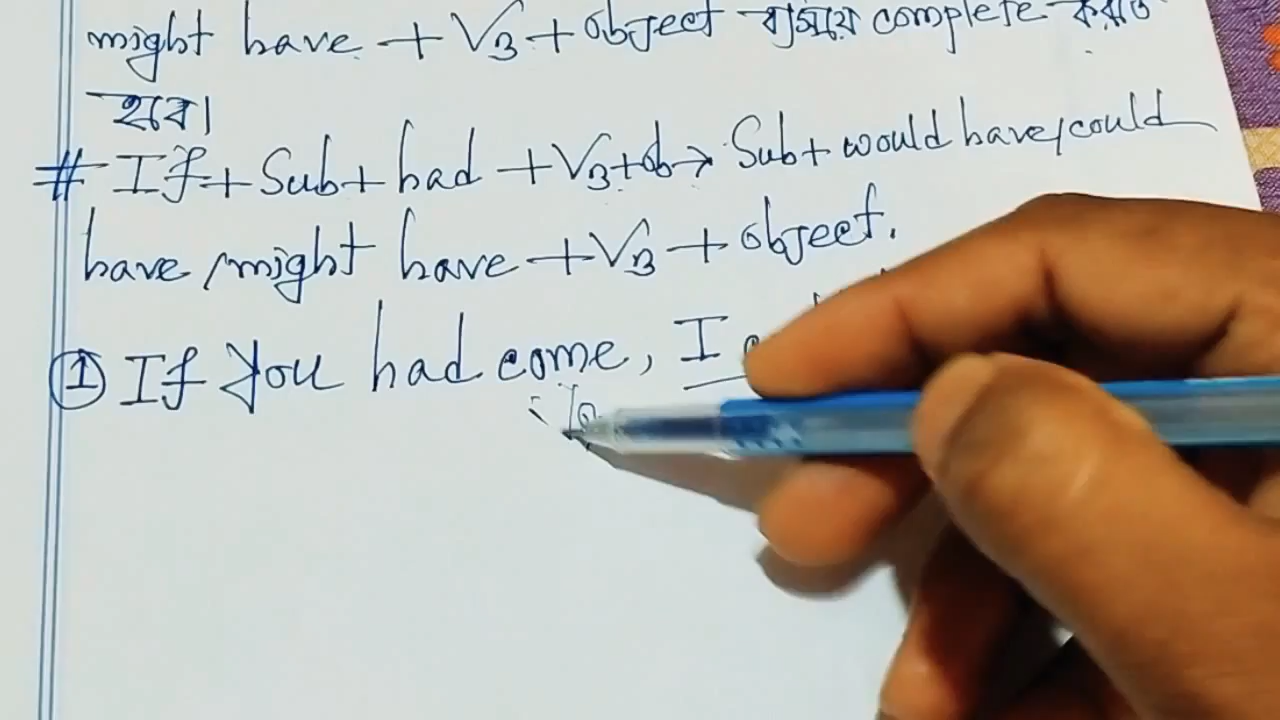 might have + V3 + object বসিয়ে complete করতে
হবে।
# If + Sub + had + V3 + ob → Sub + would have/could
have/might have + V3 + object.
① If you had come, I